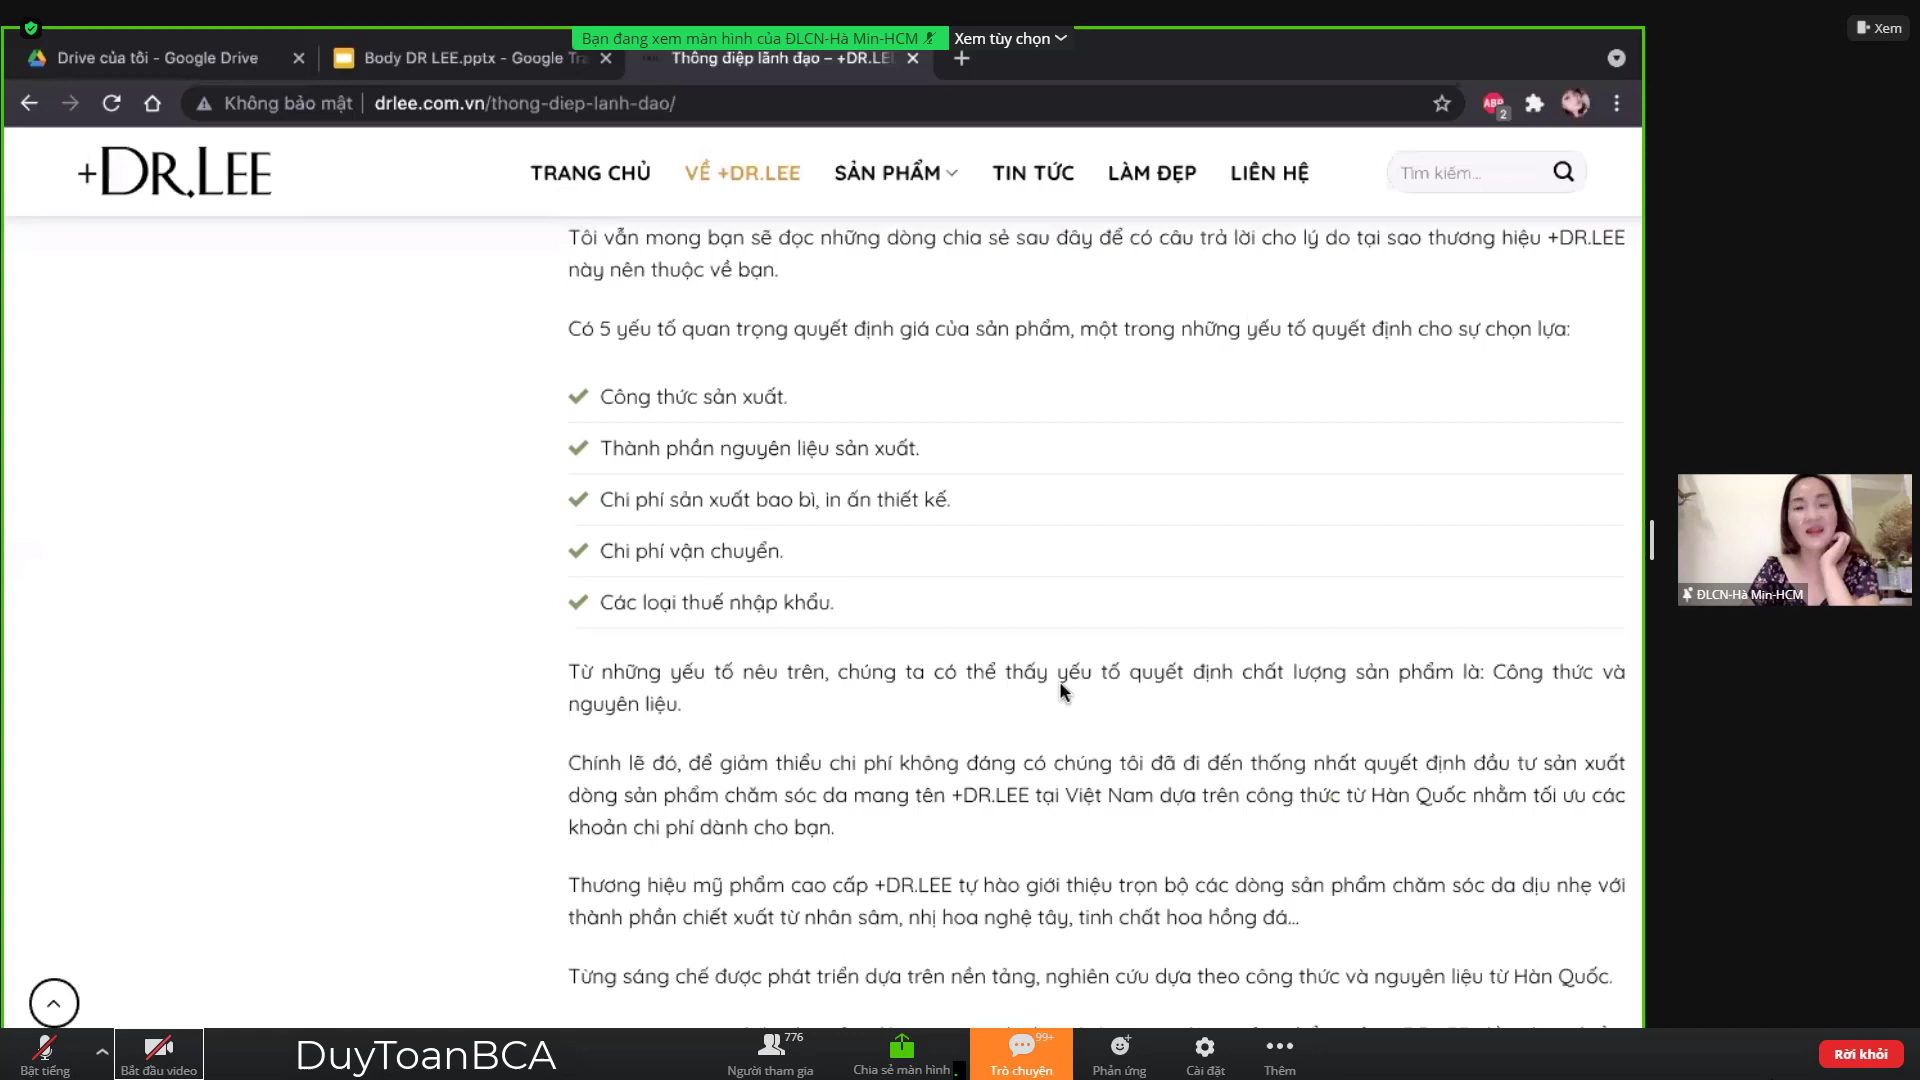 Bạn đang xem màn hình của ĐLCN-Hà Min-HCM
Xem tùy chọn
Xem
Drive của tôi - Google Drive
Body DR LEE.pptx - Google Tra
Thông điệp lãnh đạo – +DR.LEE
Không bảo mật
drlee.com.vn/thong-diep-lanh-dao/
ABP
2
+DR.LEE
TRANG CHỦ
VỀ +DR.LEE
SẢN PHẨM
TIN TỨC
LÀM ĐẸP
LIÊN HỆ
Tìm kiếm...
Tôi vẫn mong bạn sẽ đọc những dòng chia sẻ sau đây để có câu trả lời cho lý do tại sao thương hiệu +DR.LEE
này nên thuộc về bạn.
Có 5 yếu tố quan trọng quyết định giá của sản phẩm, một trong những yếu tố quyết định cho sự chọn lựa:
Công thức sản xuất.
Thành phần nguyên liệu sản xuất.
Chi phí sản xuất bao bì, in ấn thiết kế.
Chi phí vận chuyển.
Các loại thuế nhập khẩu.
Từ những yếu tố nêu trên, chúng ta có thể thấy yếu tố quyết định chất lượng sản phẩm là: Công thức và
nguyên liệu.
Chính lẽ đó, để giảm thiểu chi phí không đáng có chúng tôi đã đi đến thống nhất quyết định đầu tư sản xuất
dòng sản phẩm chăm sóc da mang tên +DR.LEE tại Việt Nam dựa trên công thức từ Hàn Quốc nhằm tối ưu các
khoản chi phí dành cho bạn.
Thương hiệu mỹ phẩm cao cấp +DR.LEE tự hào giới thiệu trọn bộ các dòng sản phẩm chăm sóc da dịu nhẹ với
thành phần chiết xuất từ nhân sâm, nhị hoa nghệ tây, tinh chất hoa hồng đá...
Từng sáng chế được phát triển dựa trên nền tảng, nghiên cứu dựa theo công thức và nguyên liệu từ Hàn Quốc.
ĐLCN-Hà Min-HCM
Bật tiếng
Bắt đầu video
DuyToanBCA
776
Người tham gia
Chia sẻ màn hình
99+
Trò chuyện
Phản ứng
Cài đặt
Thêm
Rời khỏi